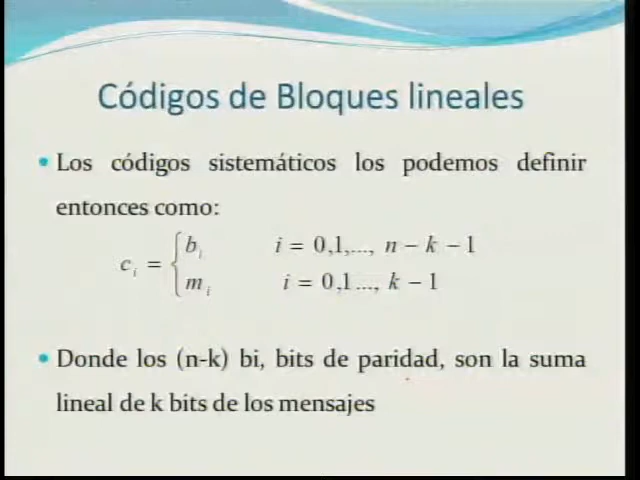 Códigos de Bloques lineales
• Los códigos sistemáticos los podemos definir
entonces como:
c_i = { b_i    i = 0,1,..., n − k − 1
m_i    i = 0,1..., k − 1
• Donde los (n-k) bi, bits de paridad, son la suma
lineal de k bits de los mensajes